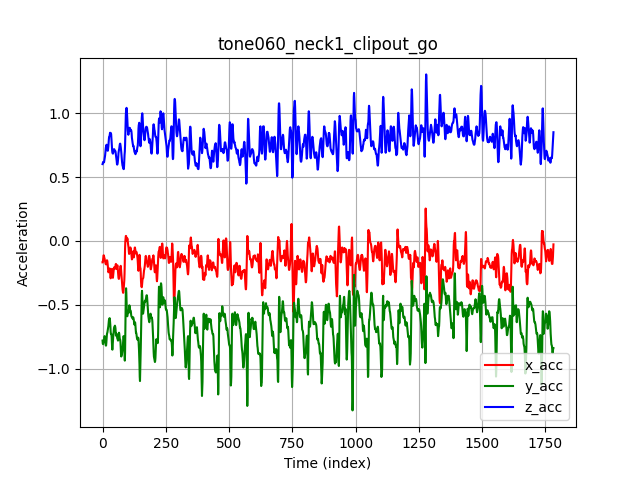 tone060_neck1_clipout_go
1.0
0.5
0.0
−0.5
−1.0
Acceleration
0 250 500 750 1000 1250 1500 1750
Time (index)
x_acc
y_acc
z_acc